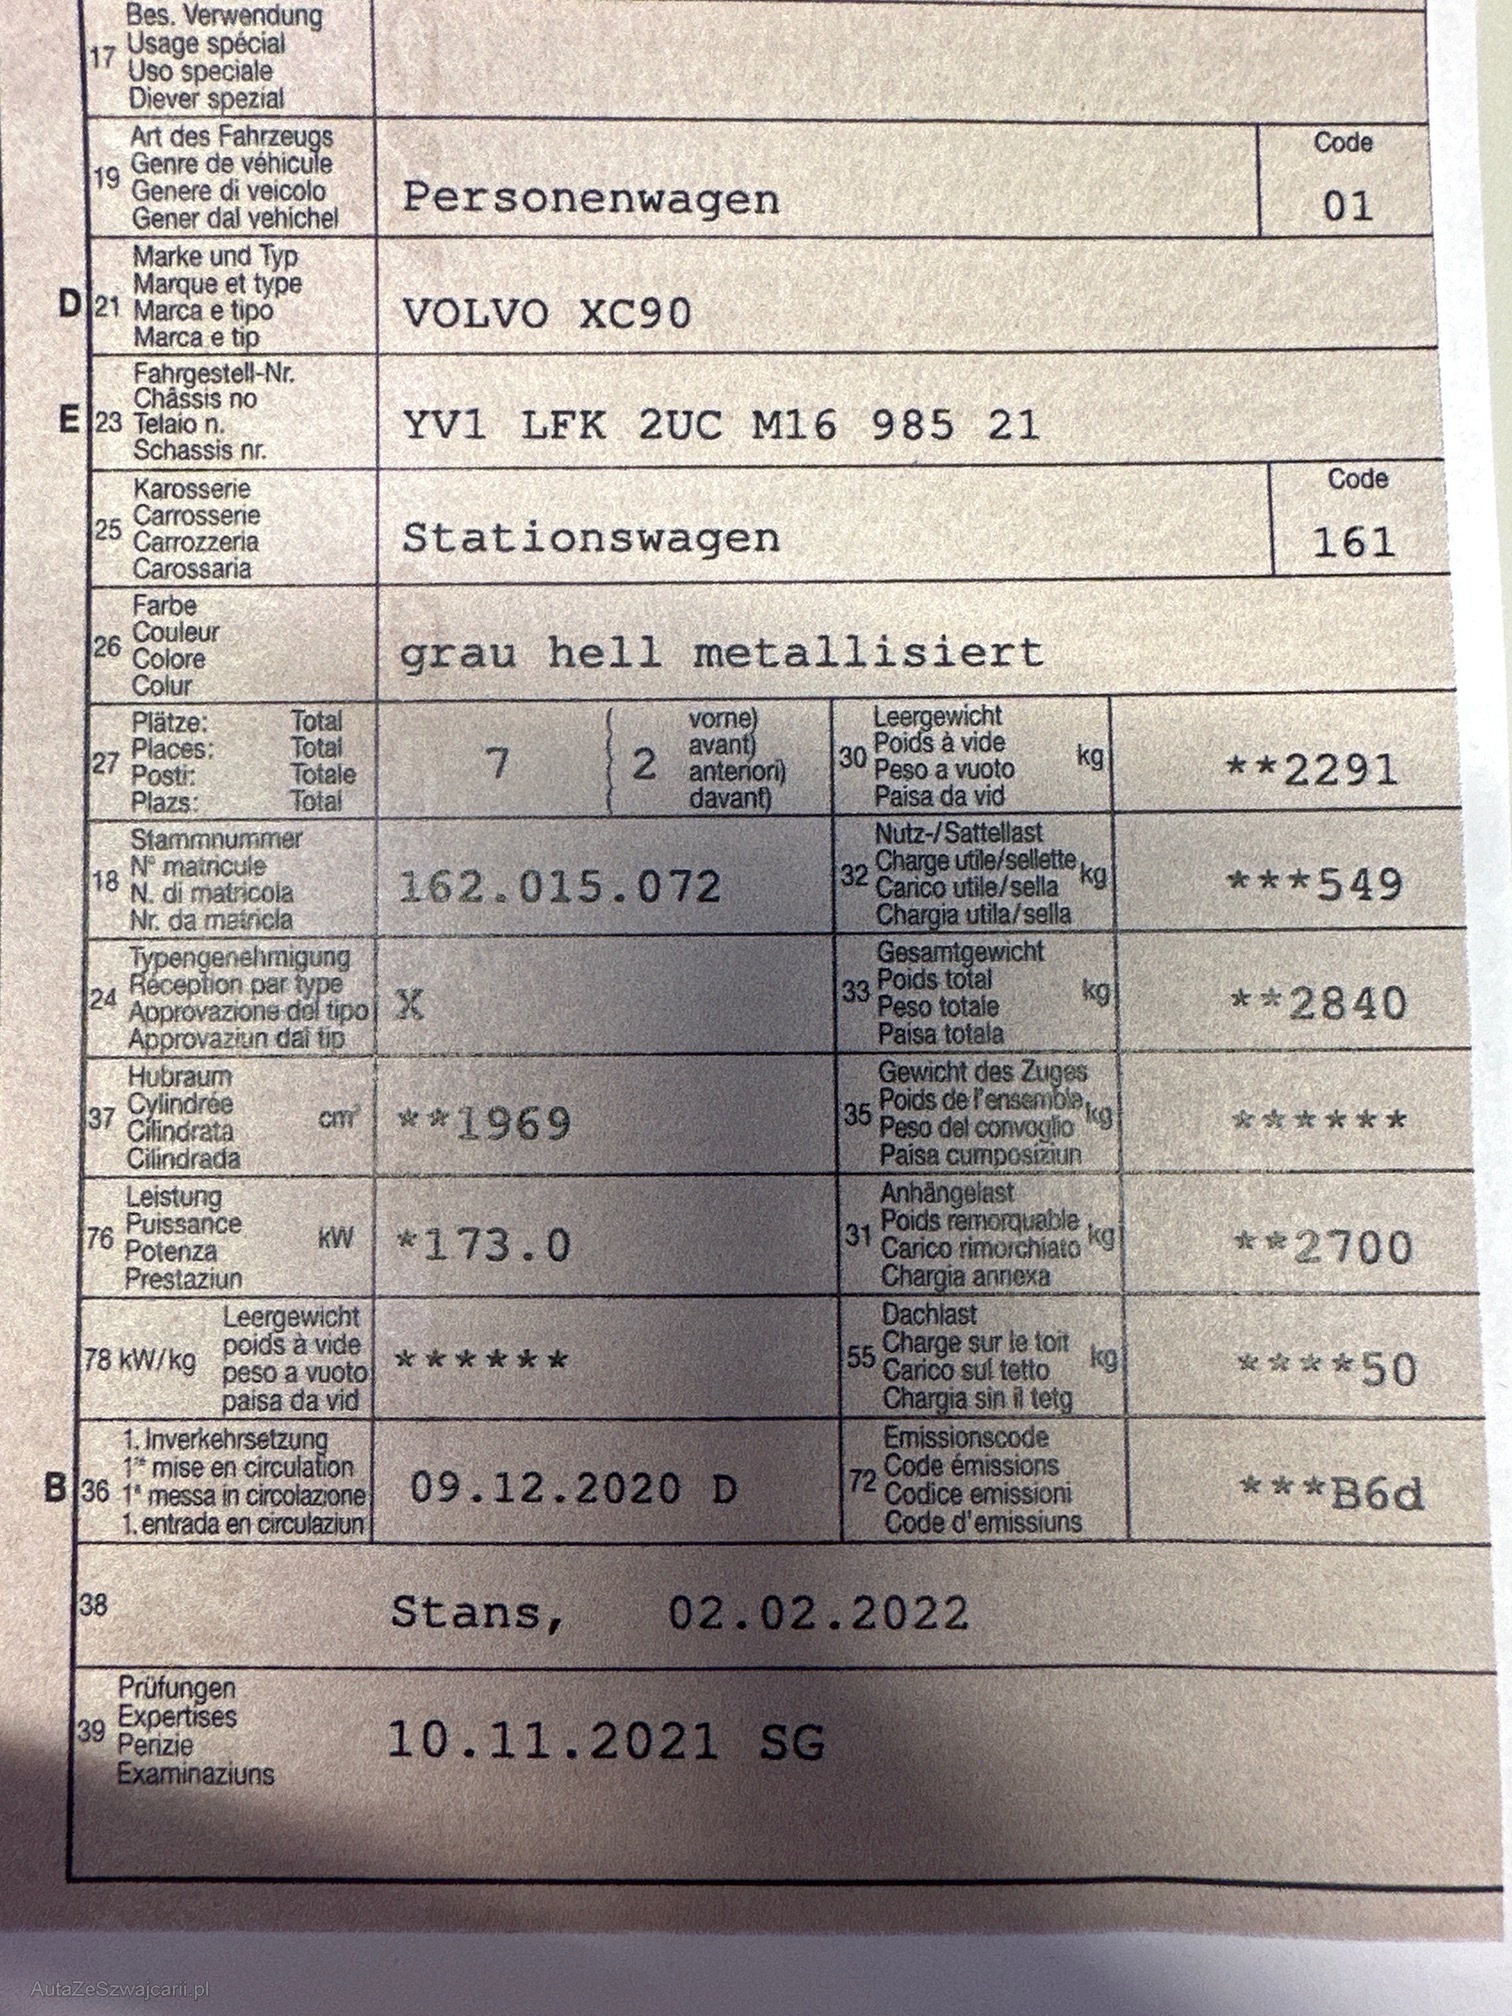 Bes. Verwendung
17 Usage spécial
Uso speciale
Diever spezial
Art des Fahrzeugs Code
19 Genre de véhicule
Genere di veicolo Personenwagen 01
Gener dal vehichel
Marke und Typ
D 21 Marque et type
Marca e tipo VOLVO XC90
Marca e tip
Fahrgestell-Nr.
E 23 Châssis no
Telaio n. YV1 LFK 2UC M16 985 21
Schassis nr.
Karosserie Code
25 Carrosserie
Carrozzeria Stationswagen 161
Carossaria
Farbe
26 Couleur
Colore grau hell metallisiert
Colur
Plätze: Total ( vorne) Leergewicht
27 Places: Total 7 ( 2 avant) 30 Poids à vide kg **2291
Posti: Totale ( anteriori) Peso a vuoto
Plazs: Total ( davant) Paisa da vid
Stammnummer Nutz-/Sattellast
18 N° matricule 32 Charge utile/sellette kg
N. di matricola 162.015.072 Carico utile/sella ***549
Nr. da matricla Chargia utila/sella
Typengenehmigung Gesamtgewicht
24 Réception par type 33 Poids total kg
Approvazione del tipo X Peso totale **2840
Approvaziun dal tip Paisa totala
Hubraum Gewicht des Zuges
37 Cylindrée cm³ 35 Poids de l'ensemble kg
Cilindrata **1969 Peso del convoglio ******
Cilindrada Paisa cumposiziun
Leistung Anhängelast
76 Puissance kW 31 Poids remorquable kg
Potenza *173.0 Carico rimorchiato **2700
Prestaziun Chargia annexa
Leergewicht Dachlast
78 kW/kg poids à vide 55 Charge sur le toit kg
peso a vuoto ****** Carico sul tetto ****50
paisa da vid Chargia sin il tetg
1. Inverkehrsetzung Emissionscode
B 36 1re mise en circulation 72 Code émissions
1a messa in circolazione 09.12.2020 D Codice emissioni ***B6d
1. entrada en circulaziun Code d'emissiuns
38 Stans, 02.02.2022
Prüfungen
39 Expertises
Perizie 10.11.2021 SG
Examinaziuns
AutaZeSzwajcarii.pl